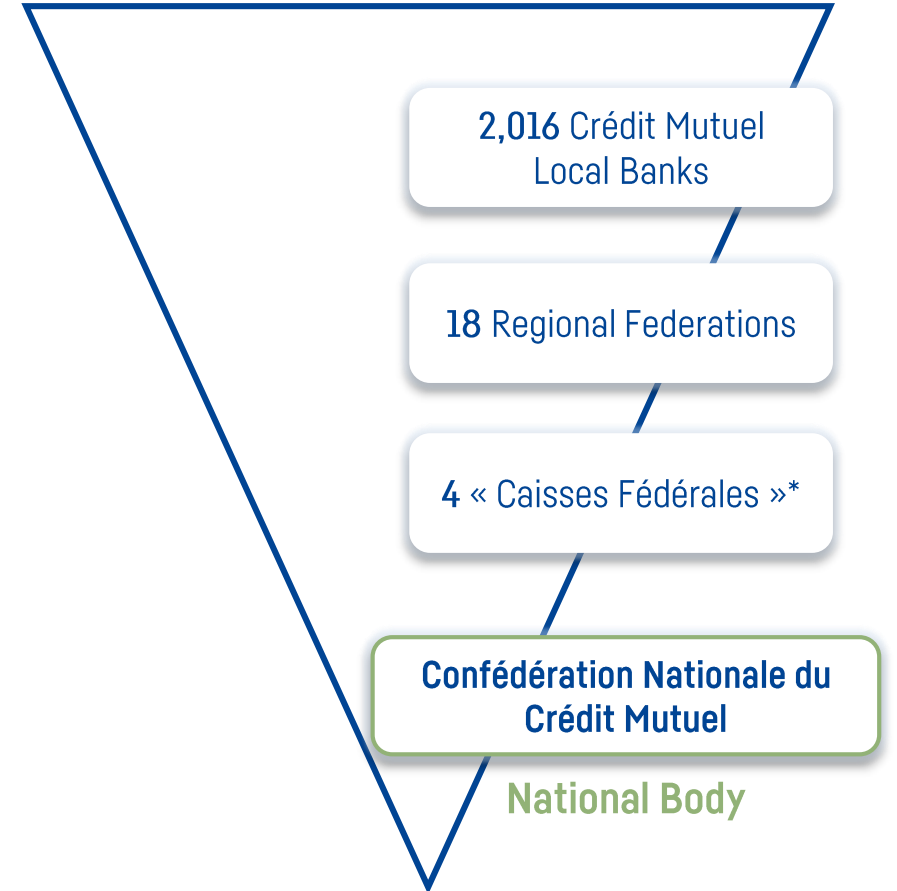 2,016 Crédit Mutuel
Local Banks
18 Regional Federations
4 « Caisses Fédérales »*
Confédération Nationale du
Crédit Mutuel
National Body